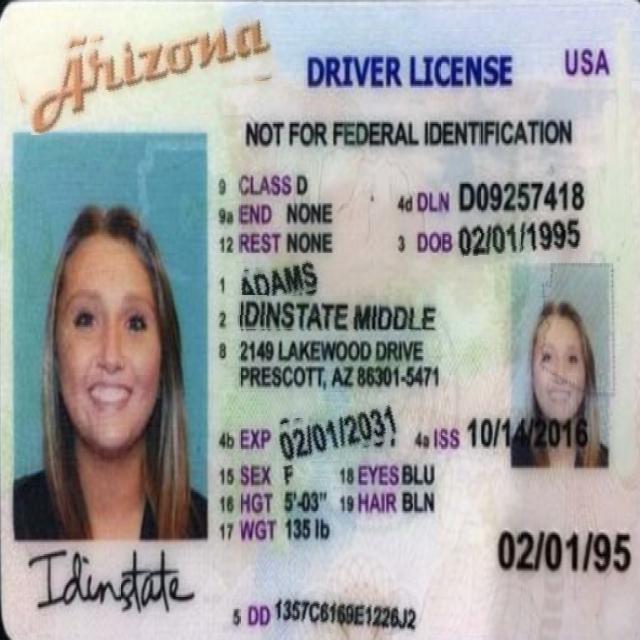 Arizona
DRIVER LICENSE USA
NOT FOR FEDERAL IDENTIFICATION
9 CLASS D
4d DLN D09257418
9a END NONE
12 REST NONE
3 DOB 02/01/1995
1 ADAMS
2 IDINSTATE MIDDLE
8 2149 LAKEWOOD DRIVE
PRESCOTT, AZ 86301-5471
4b EXP 02/01/2031 4a ISS 10/14/2016
15 SEX F 18 EYES BLU
16 HGT 5'-03" 19 HAIR BLN
17 WGT 135 lb
02/01/95
Idinstate
5 DD 1357C6169E1226J2